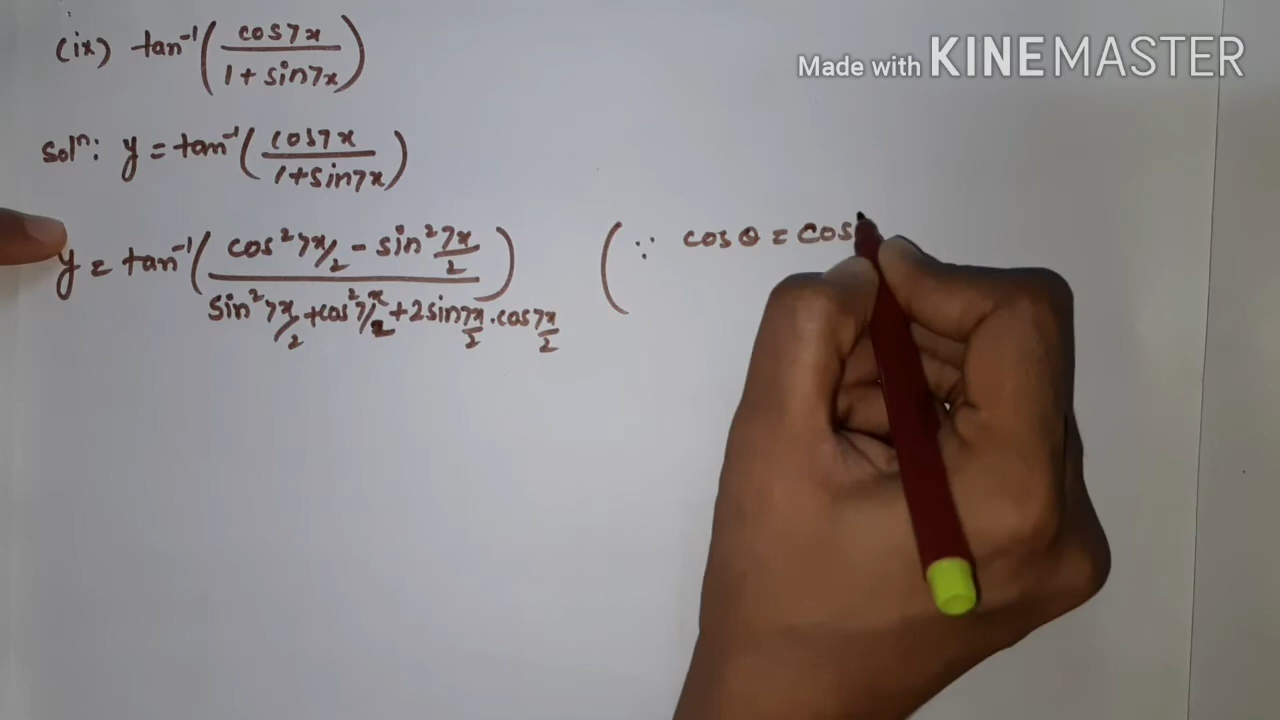 Made with KINEMASTER
(ix) tan⁻¹(cos7x / 1+sin7x)
Solⁿ: y = tan⁻¹(cos7x / 1+sin7x)
y = tan⁻¹(cos²7x/2 - sin²7x/2 / sin²7x/2 + cos²7x/2 + 2sin7x/2 . cos7x/2) (∵ cosθ = cos